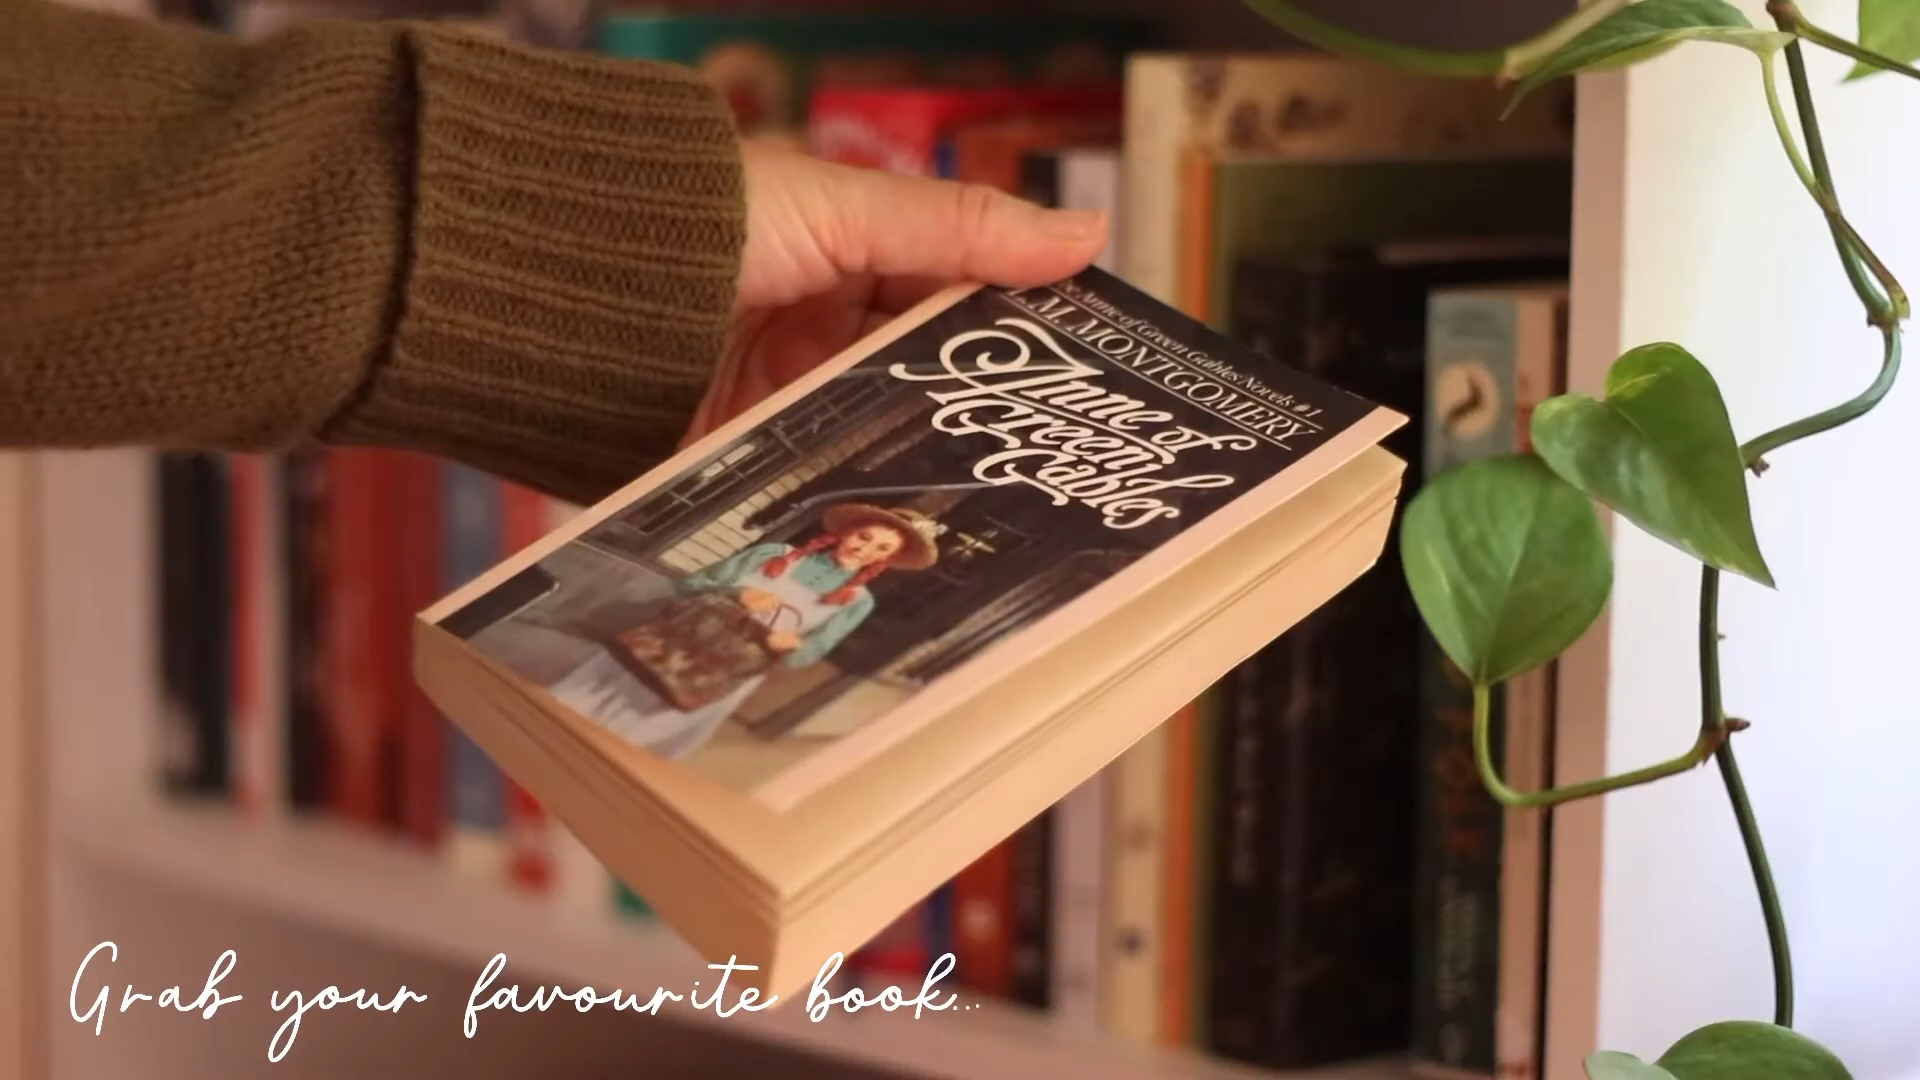 The Anne of Green Gables Novels #1
L. M. MONTGOMERY
Anne of
Green
Gables
Grab your favourite book...